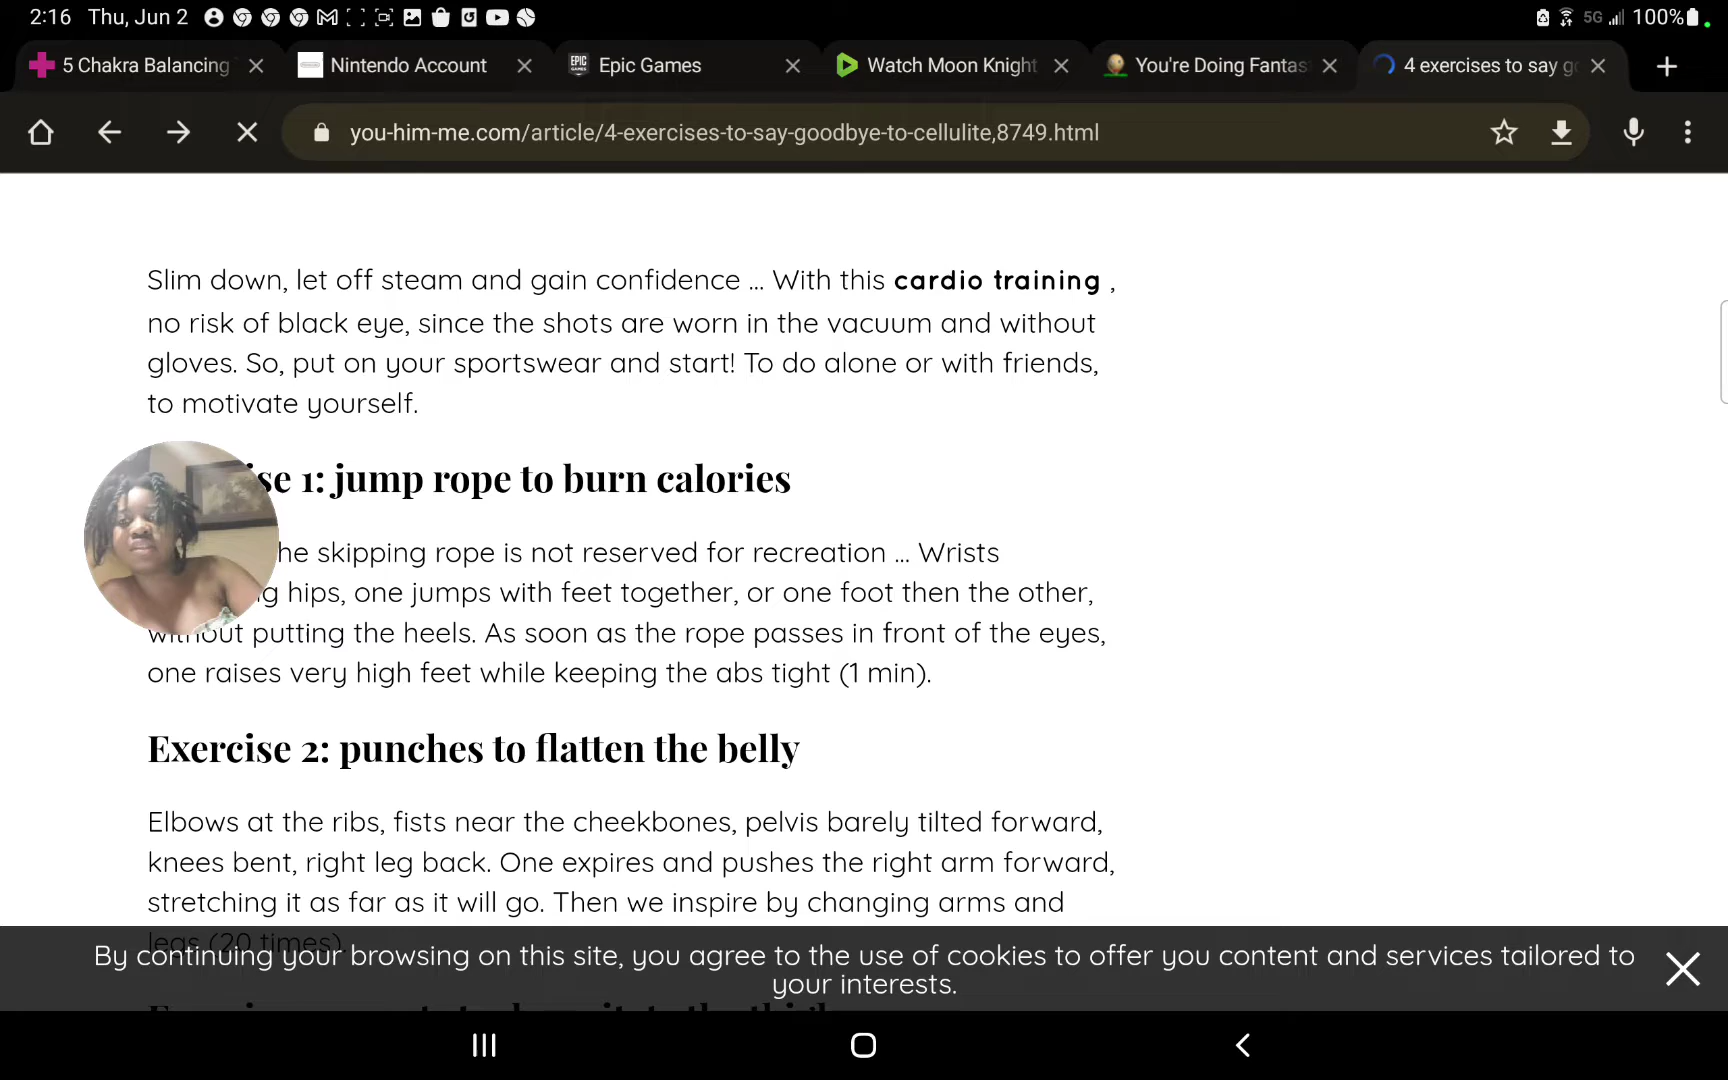 2:16 Thu, Jun 2
5G 100%
5 Chakra Balancing
Nintendo Account
EPIC GAMES
Epic Games
Watch Moon Knight
You're Doing Fantas
4 exercises to say go
you-him-me.com/article/4-exercises-to-say-goodbye-to-cellulite,8749.html
Slim down, let off steam and gain confidence ... With this cardio training ,
no risk of black eye, since the shots are worn in the vacuum and without
gloves. So, put on your sportswear and start! To do alone or with friends,
to motivate yourself.
ise 1: jump rope to burn calories
he skipping rope is not reserved for recreation ... Wrists
g hips, one jumps with feet together, or one foot then the other,
without putting the heels. As soon as the rope passes in front of the eyes,
one raises very high feet while keeping the abs tight (1 min).
Exercise 2: punches to flatten the belly
Elbows at the ribs, fists near the cheekbones, pelvis barely tilted forward,
knees bent, right leg back. One expires and pushes the right arm forward,
stretching it as far as it will go. Then we inspire by changing arms and
legs (20 times).
By continuing your browsing on this site, you agree to the use of cookies to offer you content and services tailored to
your interests.